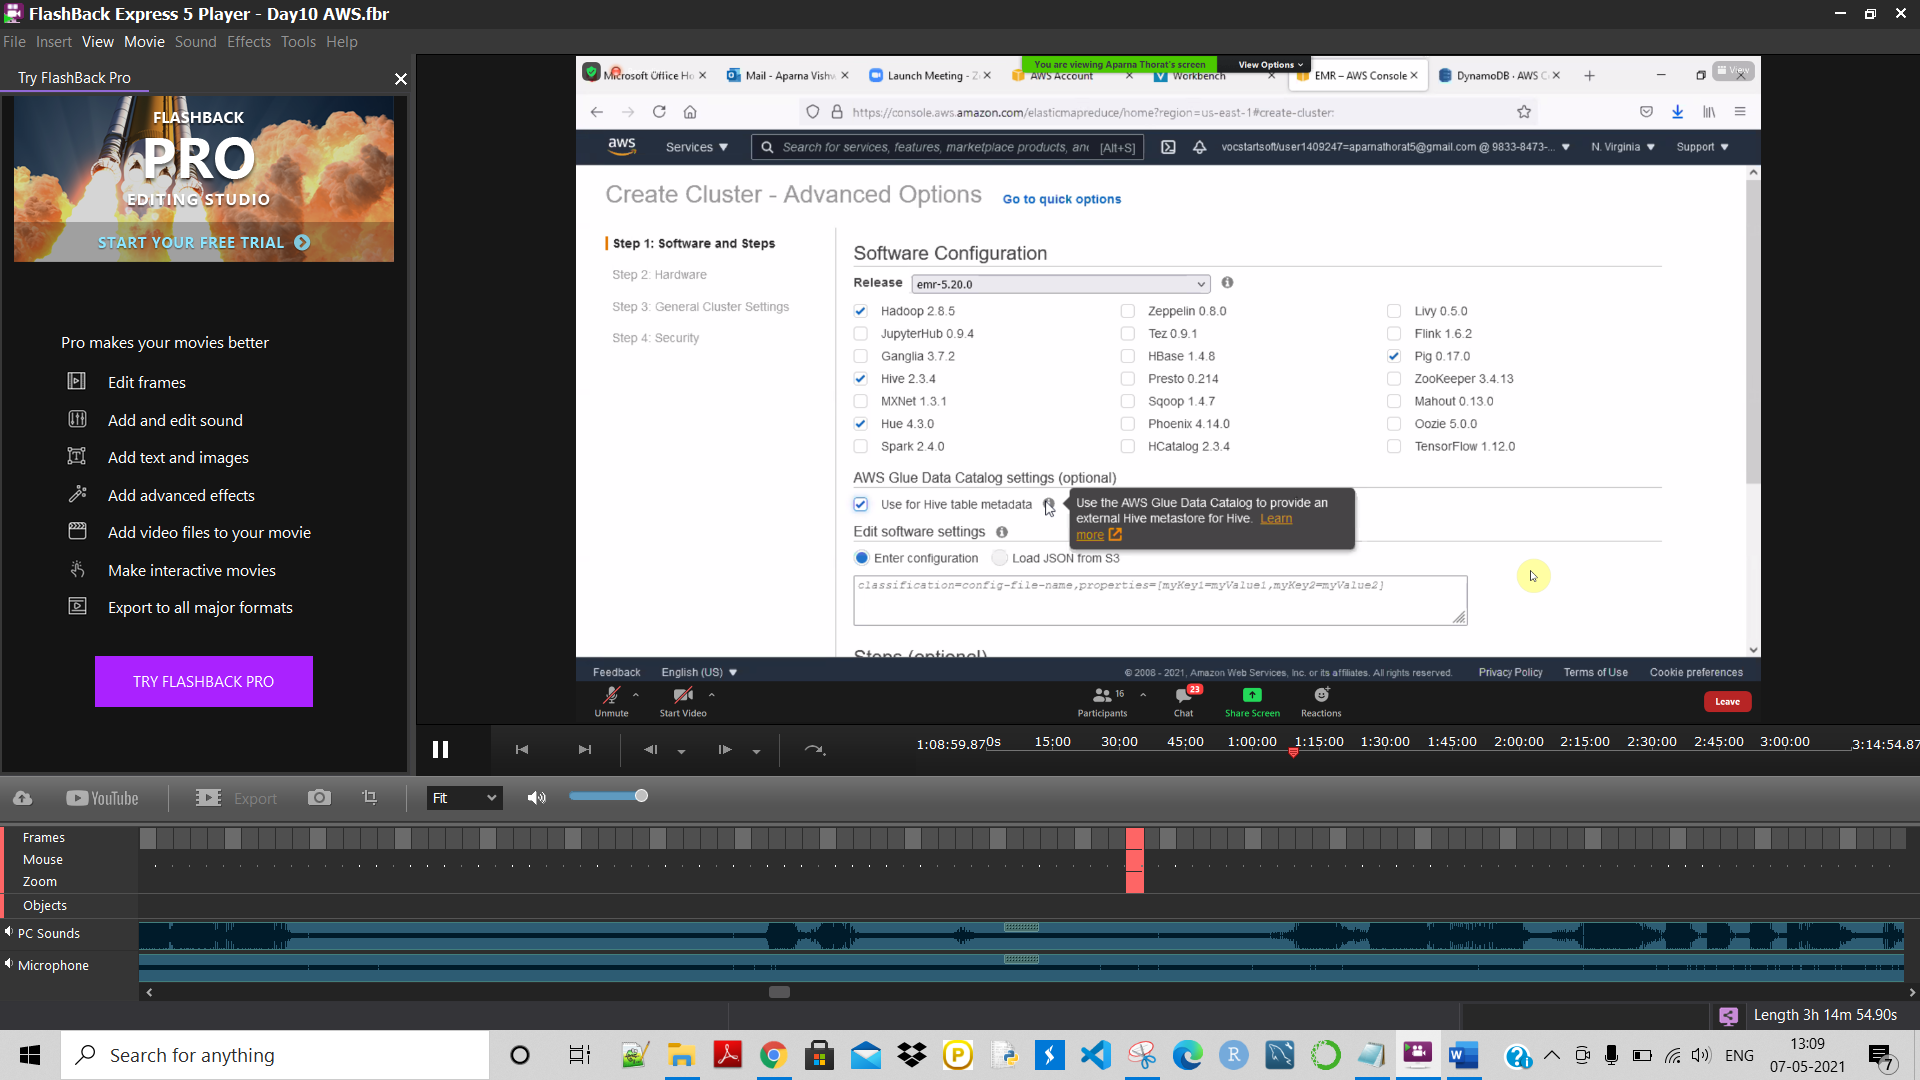 FlashBack Express 5 Player - Day10 AWS.fbr
File Insert View Movie Sound Effects Tools Help
Try FlashBack Pro
FLASHBACK
PRO
EDITING STUDIO
START YOUR FREE TRIAL
Pro makes your movies better
Edit frames
Add and edit sound
Add text and images
Add advanced effects
Add video files to your movie
Make interactive movies
Export to all major formats
TRY FLASHBACK PRO
You are viewing Aparna Thorat's screen View Options
Microsoft Office Ho Mail - Aparna Vishw Launch Meeting - Z AWS Account Workbench EMR – AWS Console DynamoDB · AWS C View
https://console.aws.amazon.com/elasticmapreduce/home?region=us-east-1#create-cluster:
aws Services Search for services, features, marketplace products, and [Alt+S] vocstartsoft/user1409247=aparnathorat5@gmail.com @ 9833-8473-... N. Virginia Support
Create Cluster - Advanced Options Go to quick options
Step 1: Software and Steps
Step 2: Hardware
Step 3: General Cluster Settings
Step 4: Security
Software Configuration
Release emr-5.20.0
Hadoop 2.8.5 Zeppelin 0.8.0 Livy 0.5.0
JupyterHub 0.9.4 Tez 0.9.1 Flink 1.6.2
Ganglia 3.7.2 HBase 1.4.8 Pig 0.17.0
Hive 2.3.4 Presto 0.214 ZooKeeper 3.4.13
MXNet 1.3.1 Sqoop 1.4.7 Mahout 0.13.0
Hue 4.3.0 Phoenix 4.14.0 Oozie 5.0.0
Spark 2.4.0 HCatalog 2.3.4 TensorFlow 1.12.0
AWS Glue Data Catalog settings (optional)
Use for Hive table metadata
Use the AWS Glue Data Catalog to provide an
external Hive metastore for Hive. Learn
more
Edit software settings
Enter configuration Load JSON from S3
classification=config-file-name,properties=[myKey1=myValue1,myKey2=myValue2]
Steps (optional)
Feedback English (US) © 2008 - 2021, Amazon Web Services, Inc. or its affiliates. All rights reserved. Privacy Policy Terms of Use Cookie preferences
Unmute Start Video Participants 16 Chat 23 Share Screen Reactions Leave
1:08:59.870s 15:00 30:00 45:00 1:00:00 1:15:00 1:30:00 1:45:00 2:00:00 2:15:00 2:30:00 2:45:00 3:00:00 3:14:54.87
YouTube Export Fit
Frames
Mouse
Zoom
Objects
PC Sounds
Microphone
Length 3h 14m 54.90s
Search for anything
ENG
13:09
07-05-2021
7